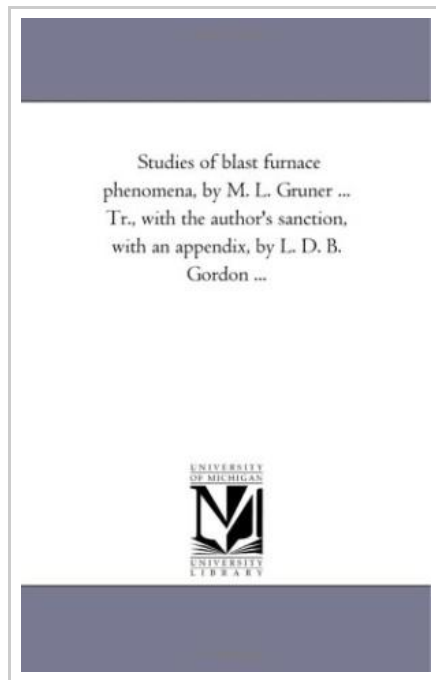 Studies of blast furnace
phenomena, by M. L. Gruner ...
Tr., with the author's sanction,
with an appendix, by L. D. B.
Gordon ...
UNIVERSITY
OF MICHIGAN
UNIVERSITY
LIBRARY